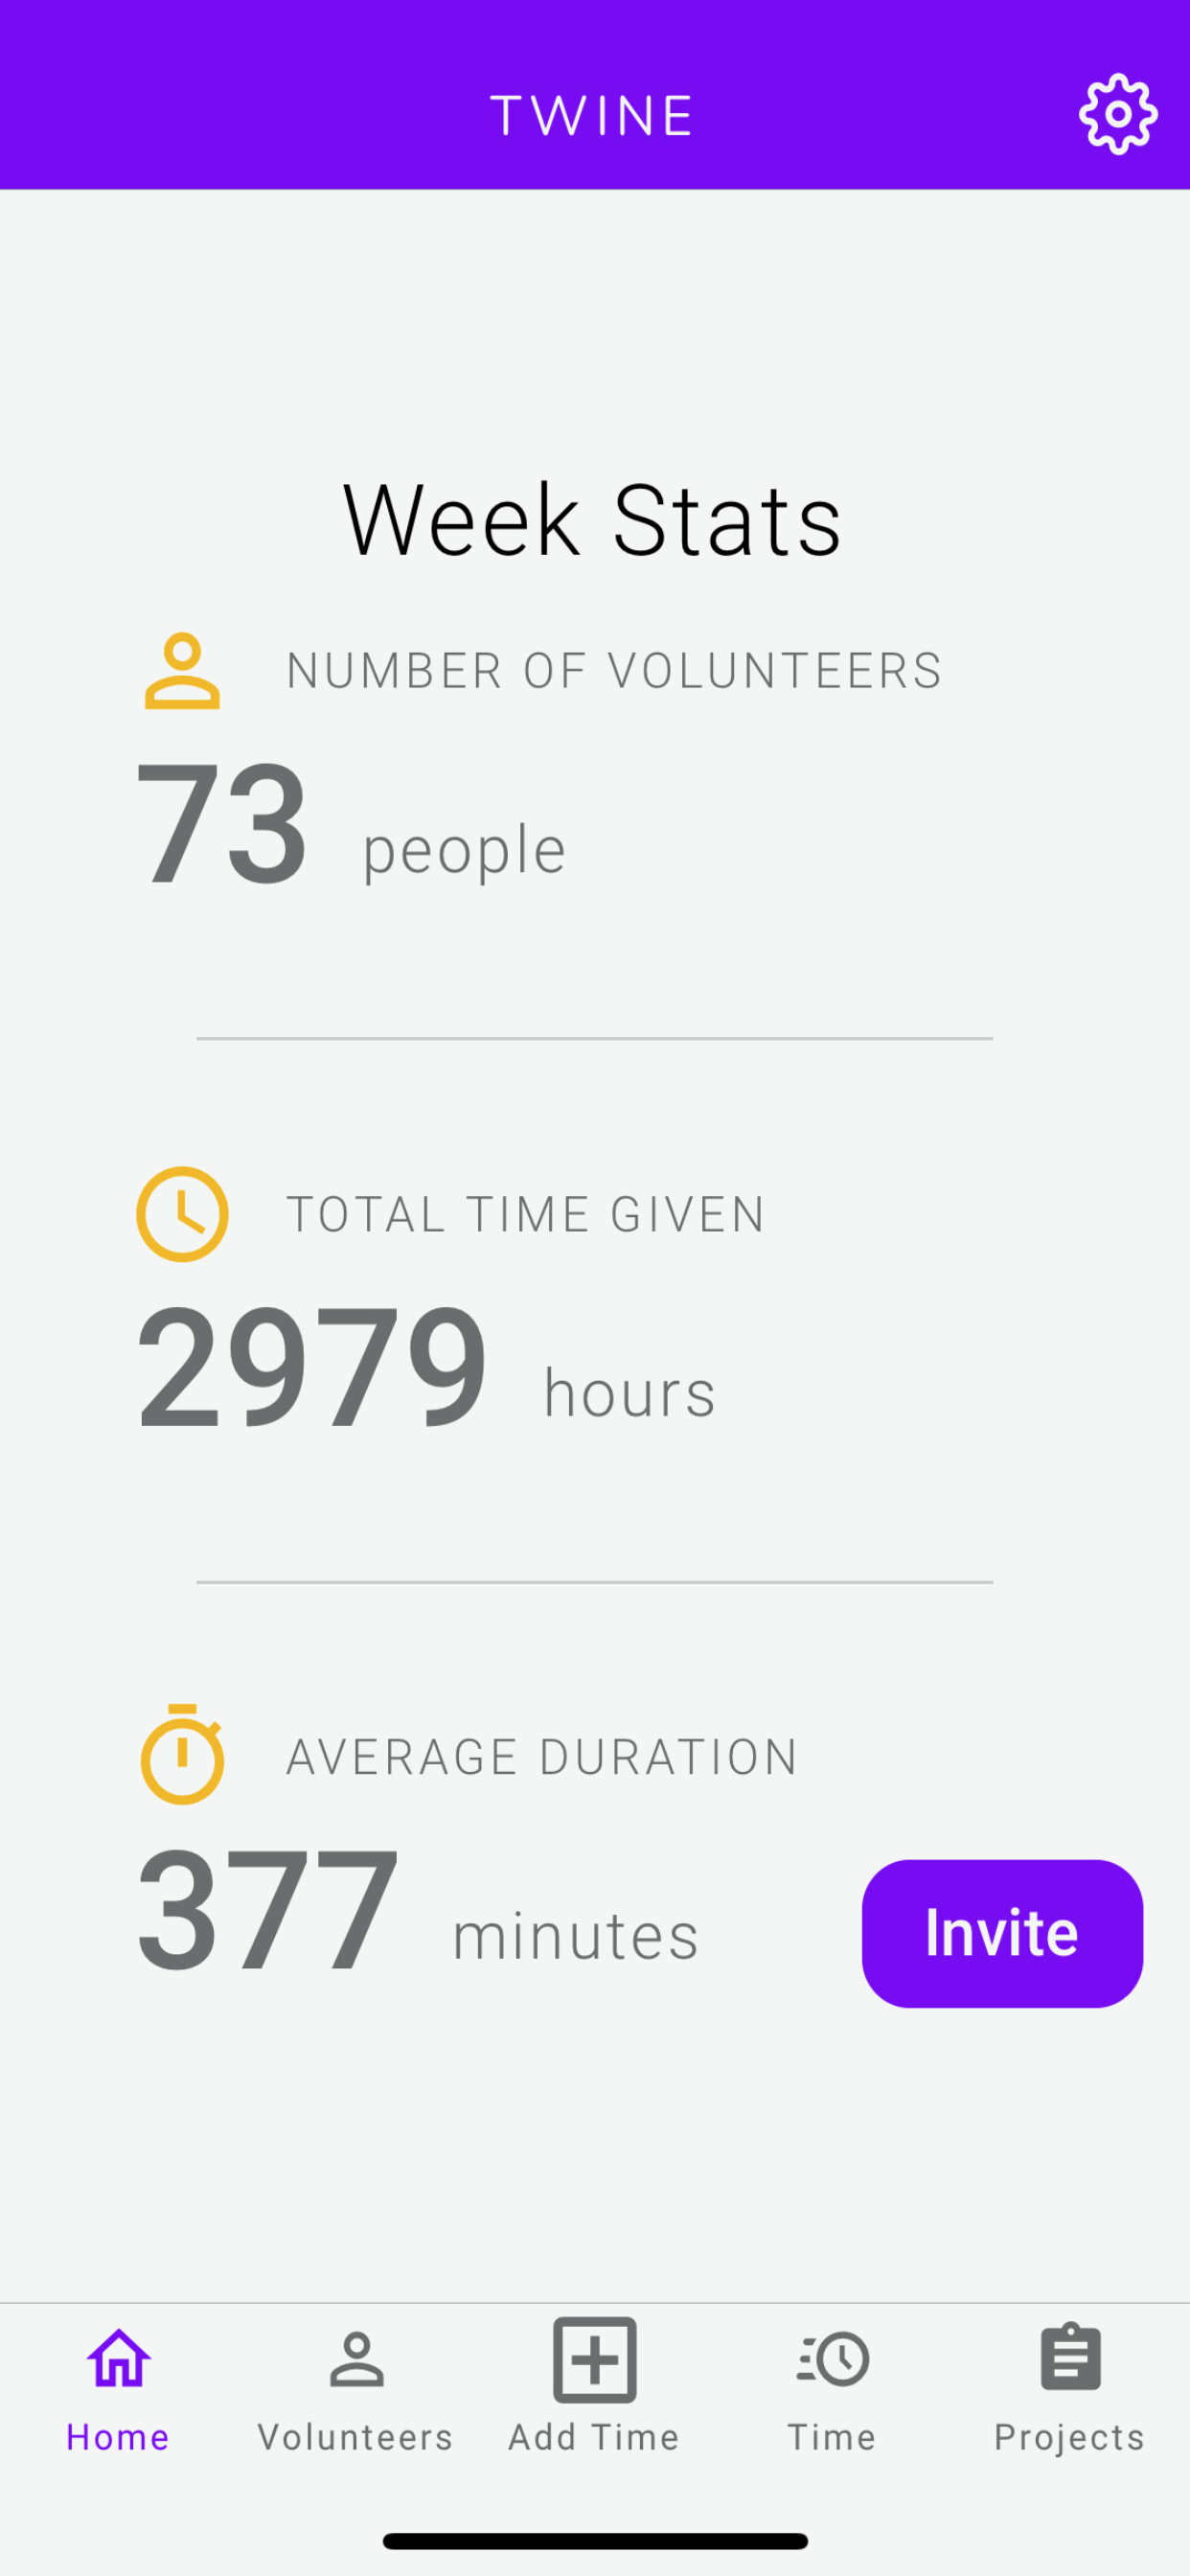 TWINE
Week Stats
NUMBER OF VOLUNTEERS
73 people
TOTAL TIME GIVEN
2979 hours
AVERAGE DURATION
377 minutes
Invite
Home Volunteers Add Time Time Projects